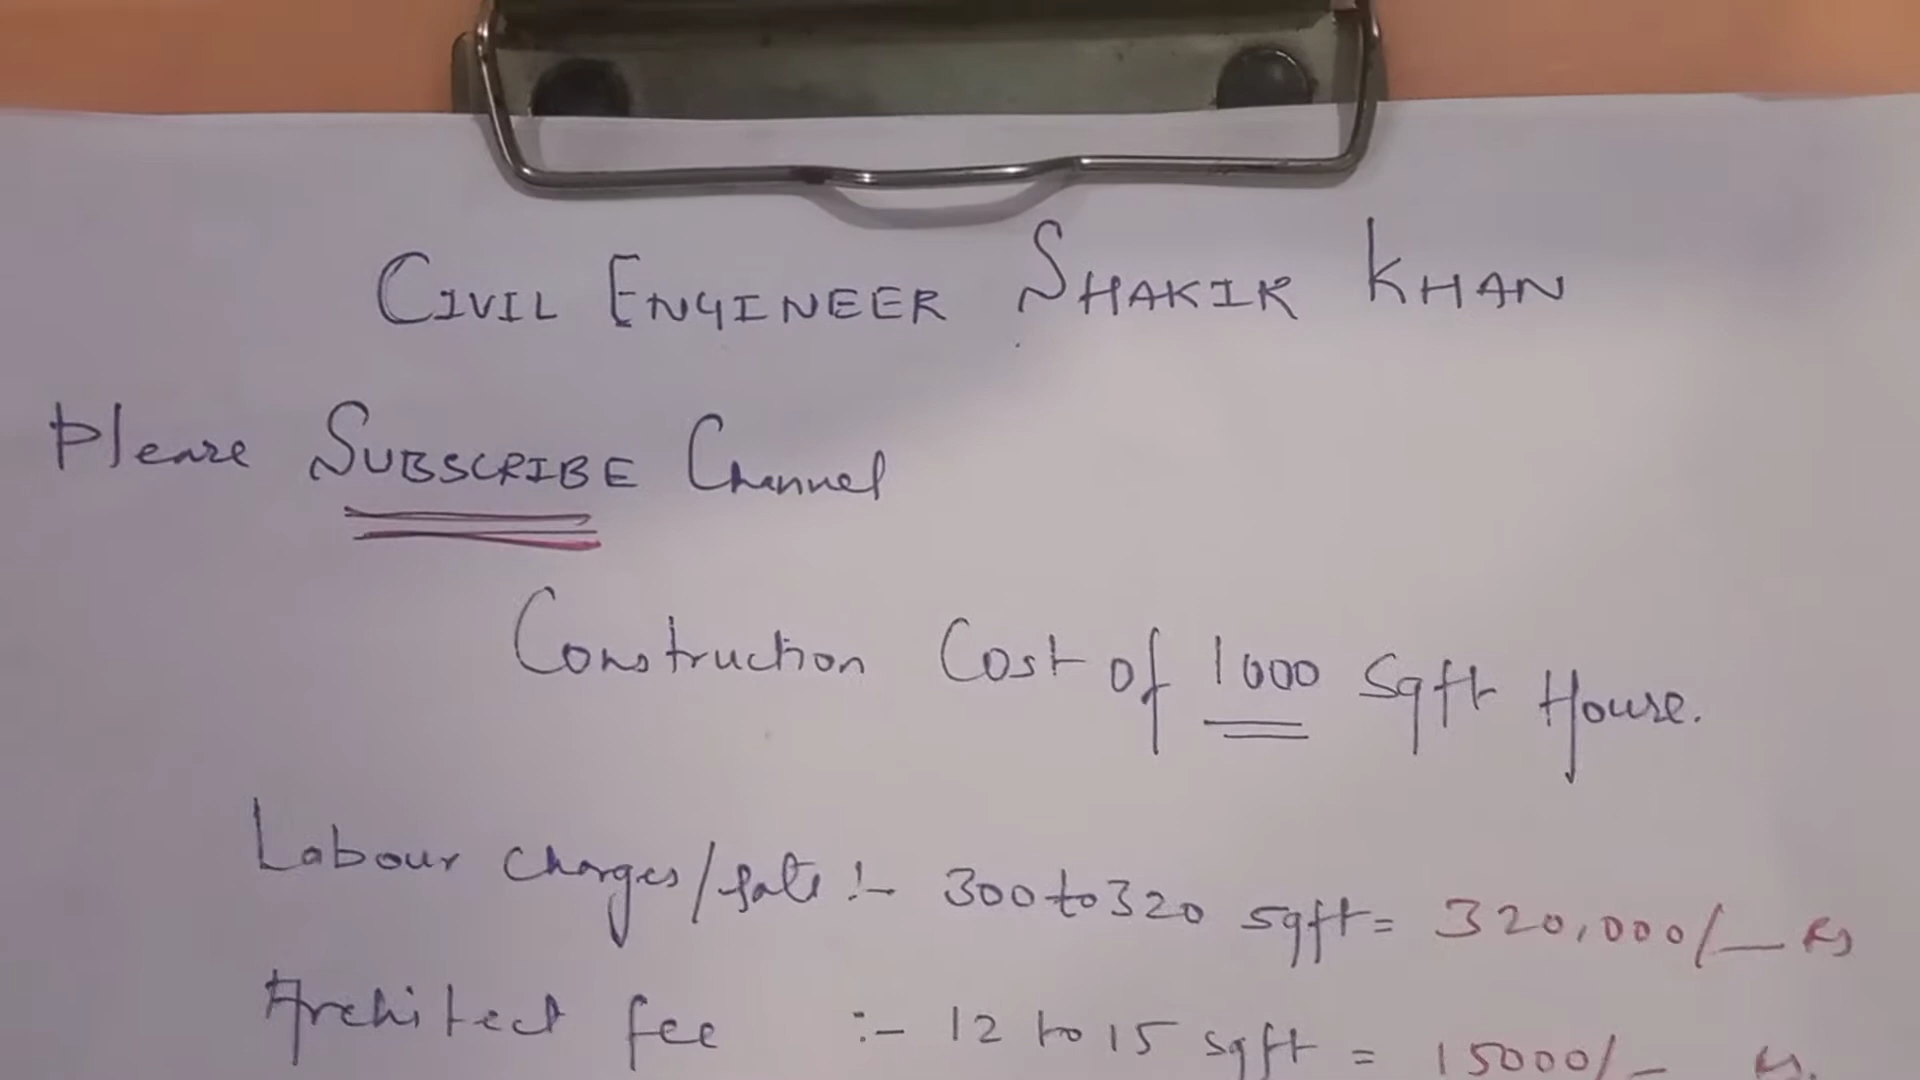 CIVIL ENGINEER SHAKIR KHAN
Please SUBSCRIBE Channel
Construction Cost of 1000 Sqft House.
Labour charges/rate :- 300 to 320 sqft = 320,000/- Rs
Architect fee :- 12 to 15 sqft = 15000/- Rs.